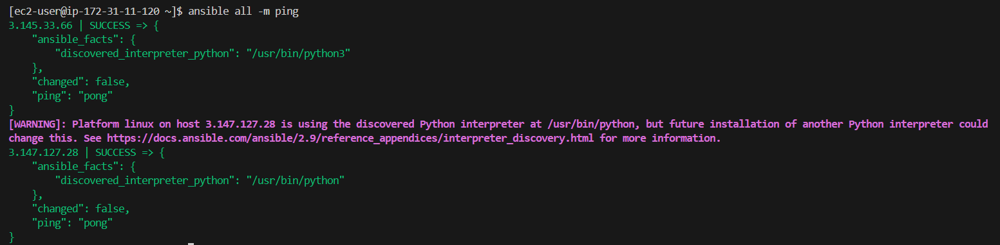 [ec2-user@ip-172-31-11-120 ~]$ ansible all -m ping
3.145.33.66 | SUCCESS => {
    "ansible_facts": {
        "discovered_interpreter_python": "/usr/bin/python3"
    },
    "changed": false,
    "ping": "pong"
}
[WARNING]: Platform linux on host 3.147.127.28 is using the discovered Python interpreter at /usr/bin/python, but future installation of another Python interpreter could
change this. See https://docs.ansible.com/ansible/2.9/reference_appendices/interpreter_discovery.html for more information.
3.147.127.28 | SUCCESS => {
    "ansible_facts": {
        "discovered_interpreter_python": "/usr/bin/python"
    },
    "changed": false,
    "ping": "pong"
}